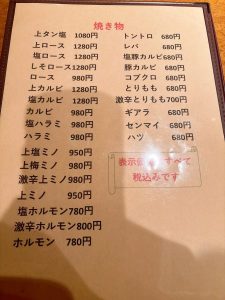 焼き物
上タン塩 1080円
上ロース 1280円
塩ロース 1280円
しそロース1280円
ロース 980円
上カルビ 1280円
塩カルビ 1280円
カルビ 980円
塩ハラミ 980円
ハラミ 980円
上塩ミノ 950円
上梅ミノ 980円
激辛上ミノ980円
上ミノ 950円
塩ホルモン780円
激辛ホルモン800円
ホルモン 780円
トントロ 680円
レバ 680円
塩豚カルビ 680円
豚カルビ 680円
コブクロ 680円
とりもも 680円
激辛とりもも700円
ギアラ 680円
センマイ 680円
ハツ 680円
表示 すべて
税込みです